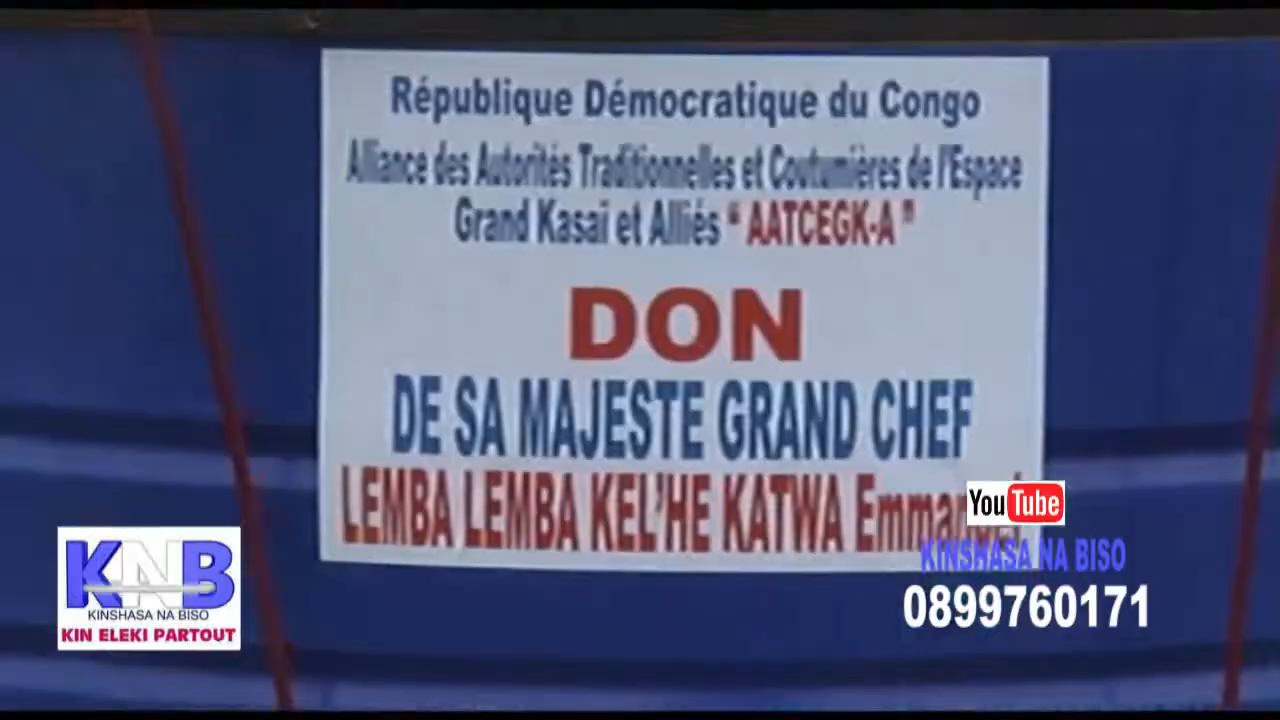 République Démocratique du Congo
Alliance des Autorités Traditionnelles et Coutumières de l'Espace
Grand Kasaï et Alliés " AATCEGK-A "
DON
DE SA MAJESTE GRAND CHEF
LEMBA LEMBA KEL'HE KATWA
YouTube
KINSHASA NA BISO
0899760171
KNB
KINSHASA NA BISO
KIN ELEKI PARTOUT